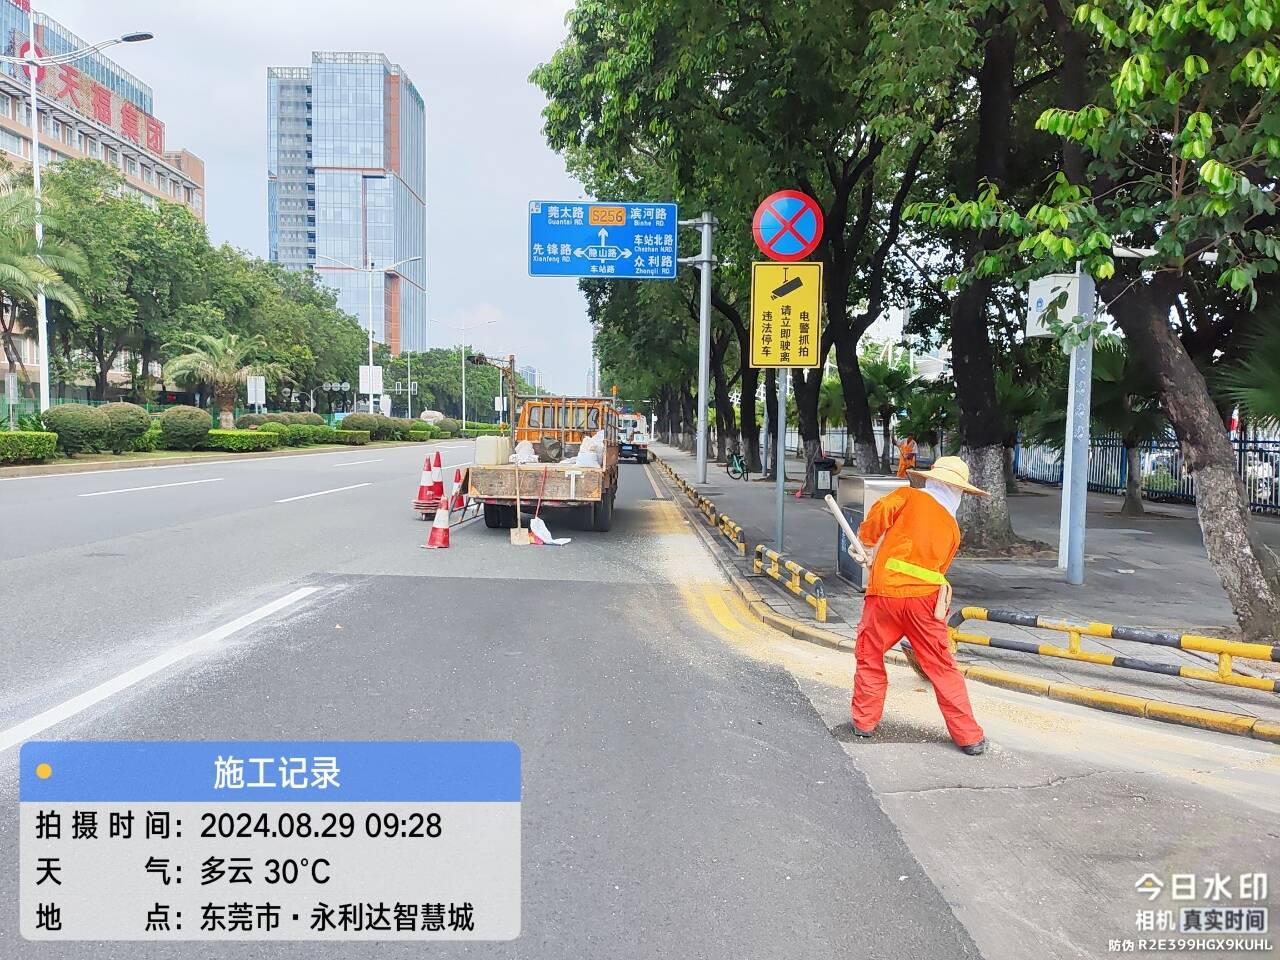 天福集团
莞太路 S256 滨河路
Guantai RD. Binhe RD.
先锋路 隐山路 车站北路
Xianfeng RD. Chezhan N.RD.
车站路 众利路
Zhongli RD.
违法停车
请立即驶离
电警抓拍
施工记录
拍摄时间：2024.08.29 09:28
天气：多云 30°C
地点：东莞市·永利达智慧城
今日水印
相机 真实时间
防伪 R2E399HGX9KUHL